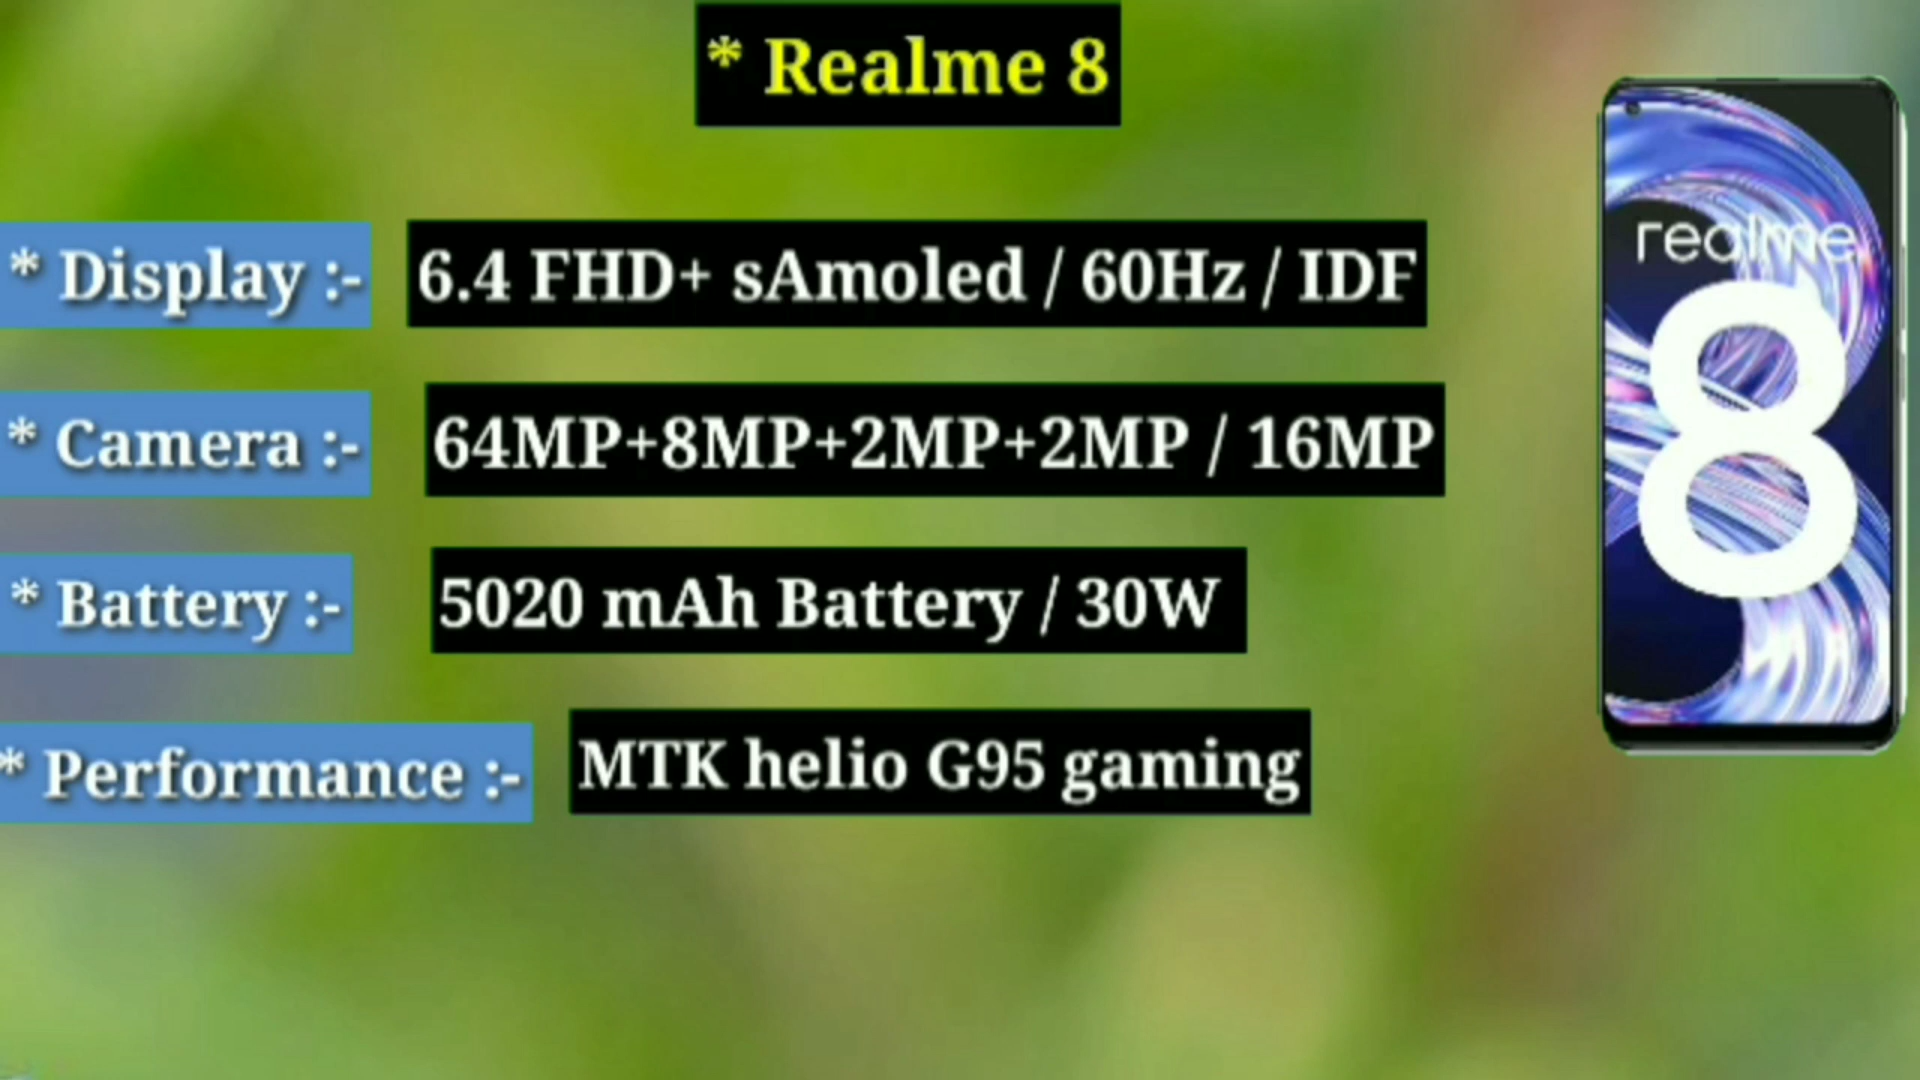 * Realme 8
* Display :- 6.4 FHD+ sAmoled / 60Hz / IDF
* Camera :- 64MP+8MP+2MP+2MP / 16MP
* Battery :- 5020 mAh Battery / 30W
* Performance :- MTK helio G95 gaming
realme
8